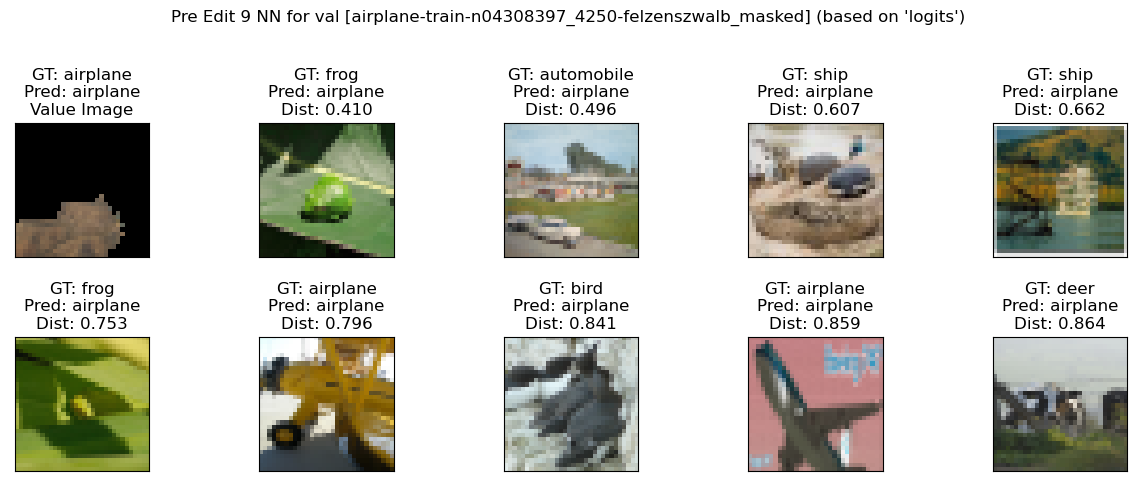 Pre Edit 9 NN for val [airplane-train-n04308397_4250-felzenszwalb_masked] (based on 'logits')
GT: airplane
Pred: airplane
Value Image
GT: frog
Pred: airplane
Dist: 0.410
GT: automobile
Pred: airplane
Dist: 0.496
GT: ship
Pred: airplane
Dist: 0.607
GT: ship
Pred: airplane
Dist: 0.662
GT: frog
Pred: airplane
Dist: 0.753
GT: airplane
Pred: airplane
Dist: 0.796
GT: bird
Pred: airplane
Dist: 0.841
GT: airplane
Pred: airplane
Dist: 0.859
GT: deer
Pred: airplane
Dist: 0.864